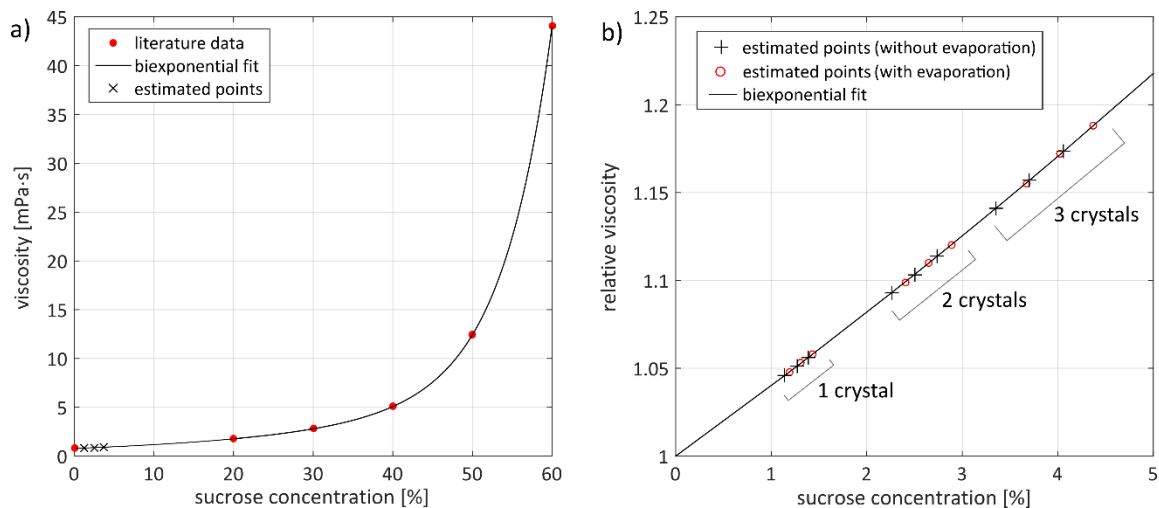 a)
45
40
35
30
25
20
15
10
5
0
viscosity [mPa·s]
literature data
biexponential fit
estimated points
0 10 20 30 40 50 60
sucrose concentration [%]
b)
1.25
1.2
1.15
1.1
1.05
1
relative viscosity
estimated points (without evaporation)
estimated points (with evaporation)
biexponential fit
3 crystals
2 crystals
1 crystal
0 1 2 3 4 5
sucrose concentration [%]